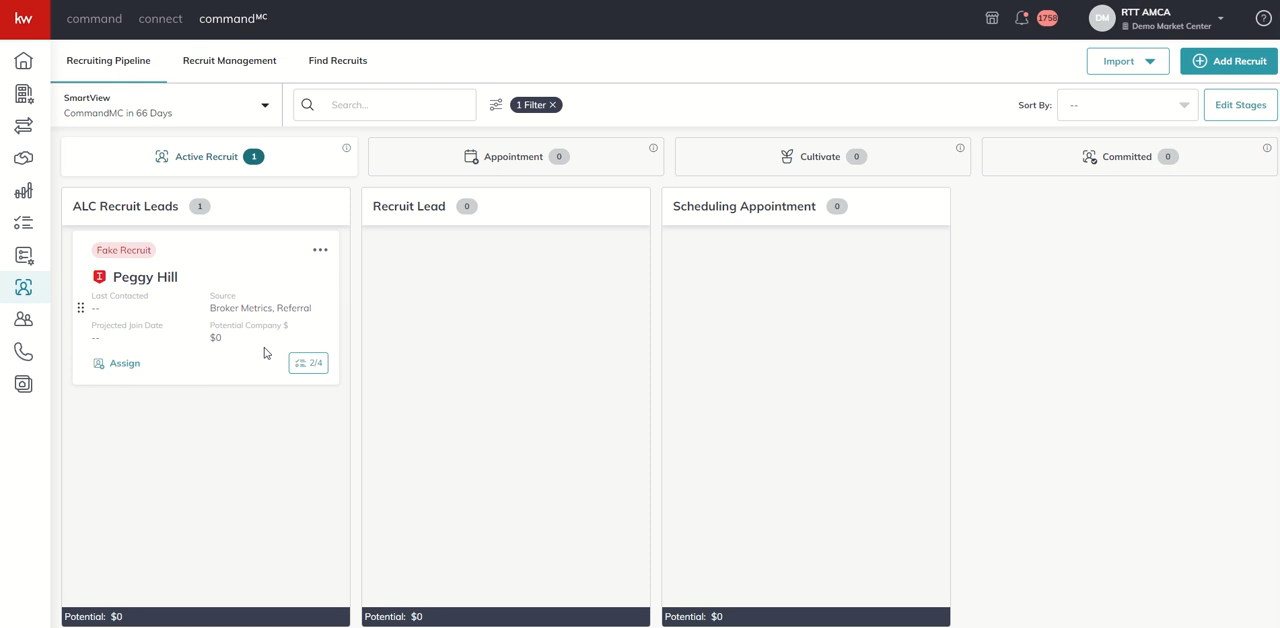 kw command connect commandMC 1758 DM RTT AMCA
Demo Market Center
Recruiting Pipeline Recruit Management Find Recruits Import Add Recruit
SmartView
CommandMC in 66 Days
Search... 1 Filter Sort By: -- Edit Stages
Active Recruit 1 Appointment 0 Cultivate 0 Committed 0
ALC Recruit Leads 1 Recruit Lead 0 Scheduling Appointment 0
Fake Recruit
Peggy Hill
Last Contacted Source
-- Broker Metrics, Referral
Projected Join Date Potential Company $
-- $0
Assign 2/4
Potential: $0 Potential: $0 Potential: $0